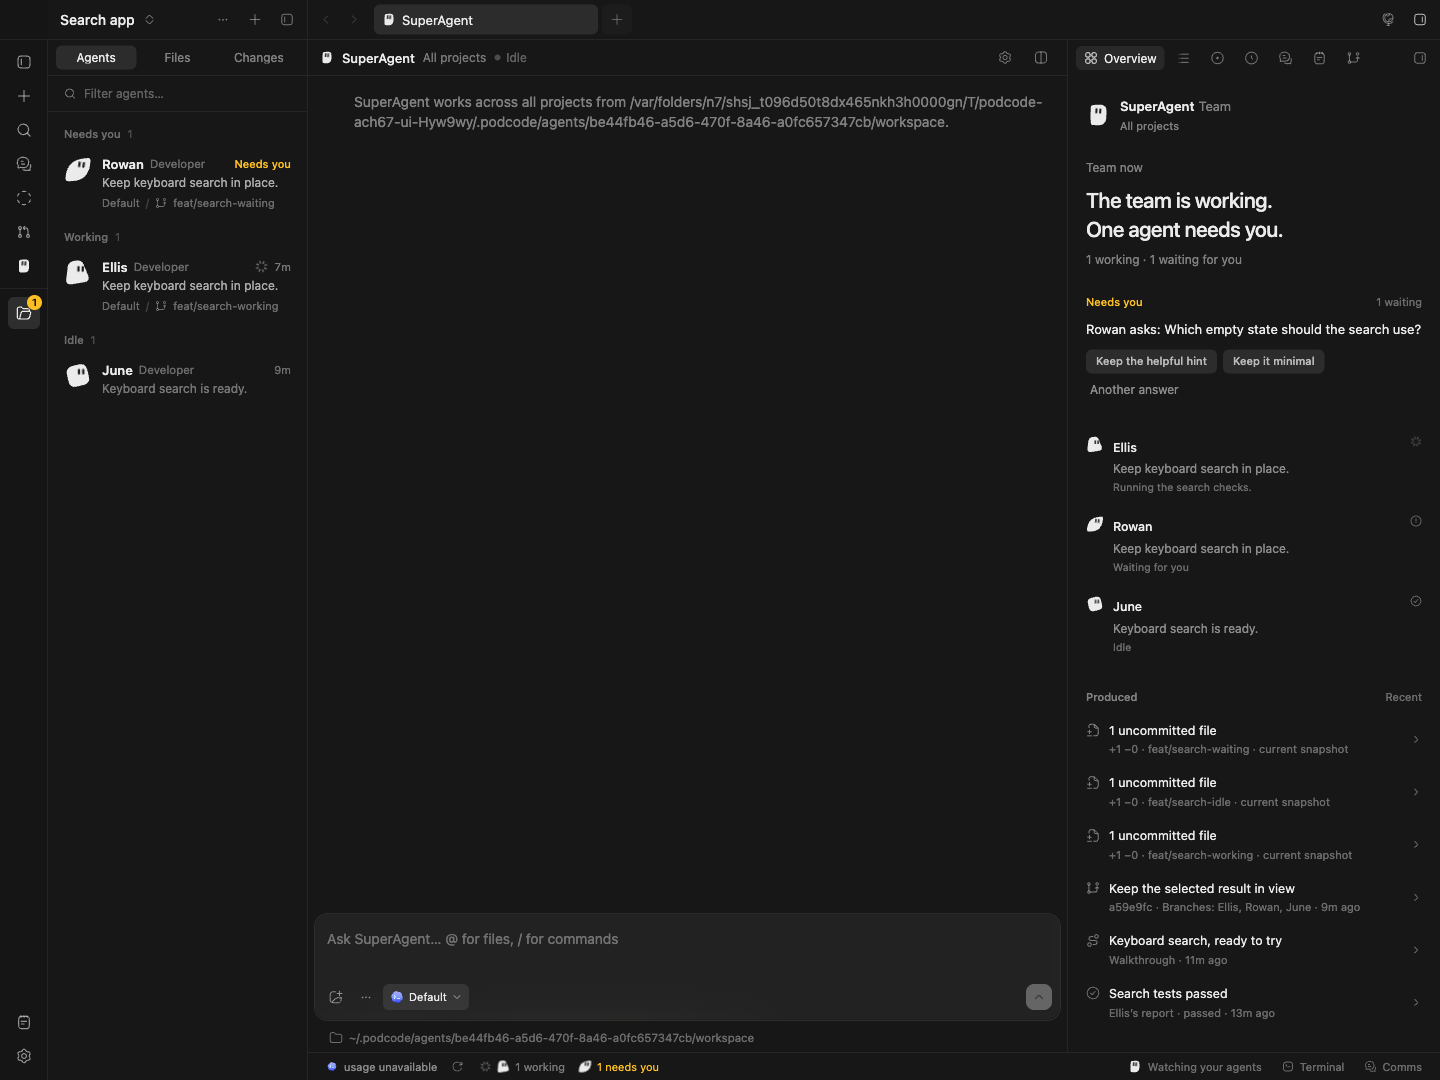 Search app
SuperAgent
Agents
Files
Changes
Filter agents...
Needs you 1
Rowan Developer Needs you
Keep keyboard search in place.
Default / feat/search-waiting
Working 1
Ellis Developer 7m
Keep keyboard search in place.
Default / feat/search-working
Idle 1
June Developer 9m
Keyboard search is ready.
1
SuperAgent All projects Idle
SuperAgent works across all projects from /var/folders/n7/shsj_t096d50t8dx465nkh3h0000gn/T/podcode-
ach67-ui-Hyw9wy/.podcode/agents/be44fb46-a5d6-470f-8a46-a0fc657347cb/workspace.
Ask SuperAgent... @ for files, / for commands
Default
~/.podcode/agents/be44fb46-a5d6-470f-8a46-a0fc657347cb/workspace
Overview
SuperAgent Team
All projects
Team now
The team is working.
One agent needs you.
1 working · 1 waiting for you
Needs you 1 waiting
Rowan asks: Which empty state should the search use?
Keep the helpful hint
Keep it minimal
Another answer
Ellis
Keep keyboard search in place.
Running the search checks.
Rowan
Keep keyboard search in place.
Waiting for you
June
Keyboard search is ready.
Idle
Produced Recent
1 uncommitted file
+1 −0 · feat/search-waiting · current snapshot
1 uncommitted file
+1 −0 · feat/search-idle · current snapshot
1 uncommitted file
+1 −0 · feat/search-working · current snapshot
Keep the selected result in view
a59e9fc · Branches: Ellis, Rowan, June · 9m ago
Keyboard search, ready to try
Walkthrough · 11m ago
Search tests passed
Ellis's report · passed · 13m ago
usage unavailable
1 working
1 needs you
Watching your agents
Terminal
Comms